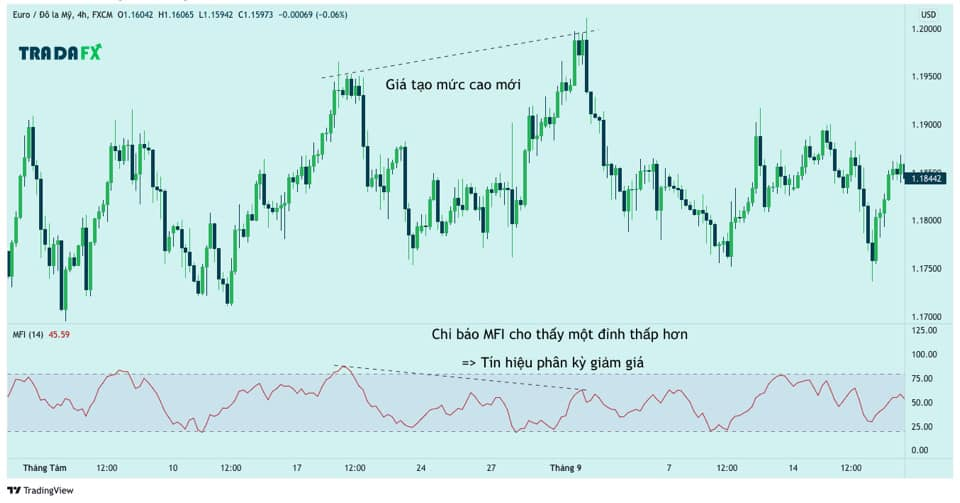 Euro / Đô la Mỹ, 4h, FXCM O1.16042 H1.16065 L1.15942 C1.15973 −0.00069 (−0.06%)
USD
1.20000
TRADAFX
Giá tạo mức cao mới
1.19500
1.19000
1.18442
1.18000
1.17500
1.17000
MFI (14) 45.59
Chỉ báo MFI cho thấy một đỉnh thấp hơn
=> Tín hiệu phân kỳ giảm giá
125.00
100.00
75.00
50.00
25.00
0.00
Tháng Tám 12:00 10 12:00 17 12:00 24 27 Tháng 9 7 12:00 14 12:00
TradingView